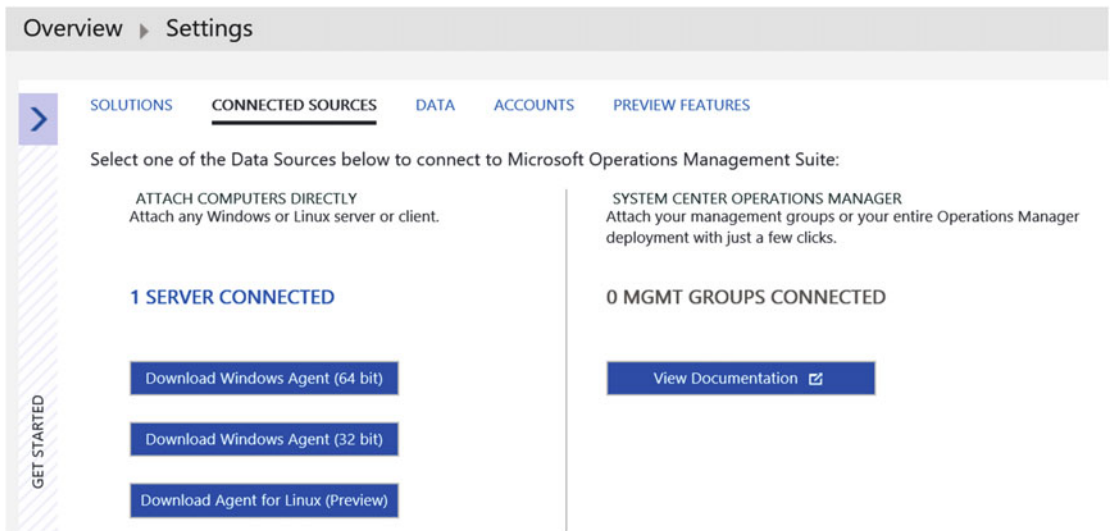 Overview ▶ Settings
SOLUTIONS CONNECTED SOURCES DATA ACCOUNTS PREVIEW FEATURES
Select one of the Data Sources below to connect to Microsoft Operations Management Suite:
ATTACH COMPUTERS DIRECTLY
Attach any Windows or Linux server or client.
1 SERVER CONNECTED
Download Windows Agent (64 bit)
Download Windows Agent (32 bit)
Download Agent for Linux (Preview)
SYSTEM CENTER OPERATIONS MANAGER
Attach your management groups or your entire Operations Manager
deployment with just a few clicks.
0 MGMT GROUPS CONNECTED
View Documentation
GET STARTED